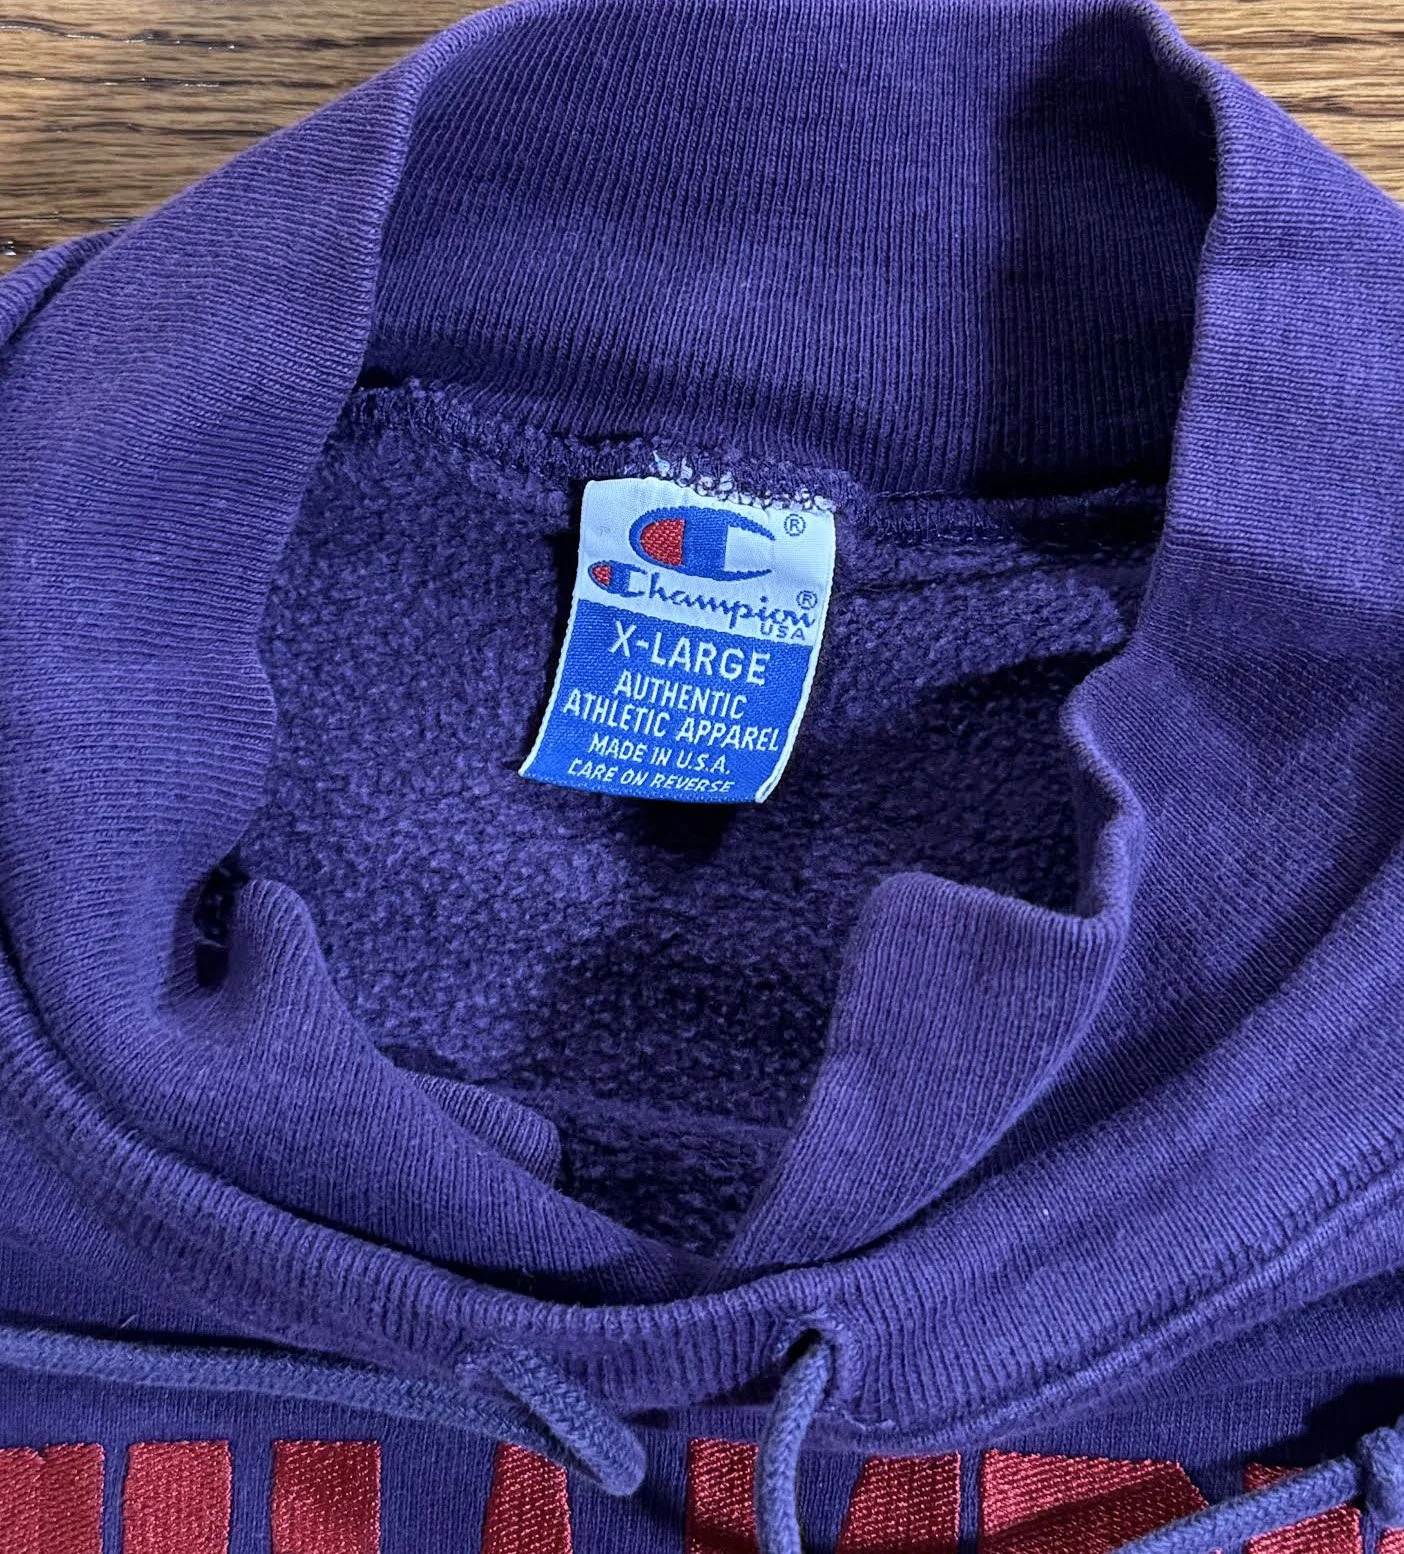 ®
Champion®
USA
X-LARGE
AUTHENTIC
ATHLETIC APPAREL
MADE IN U.S.A.
CARE ON REVERSE